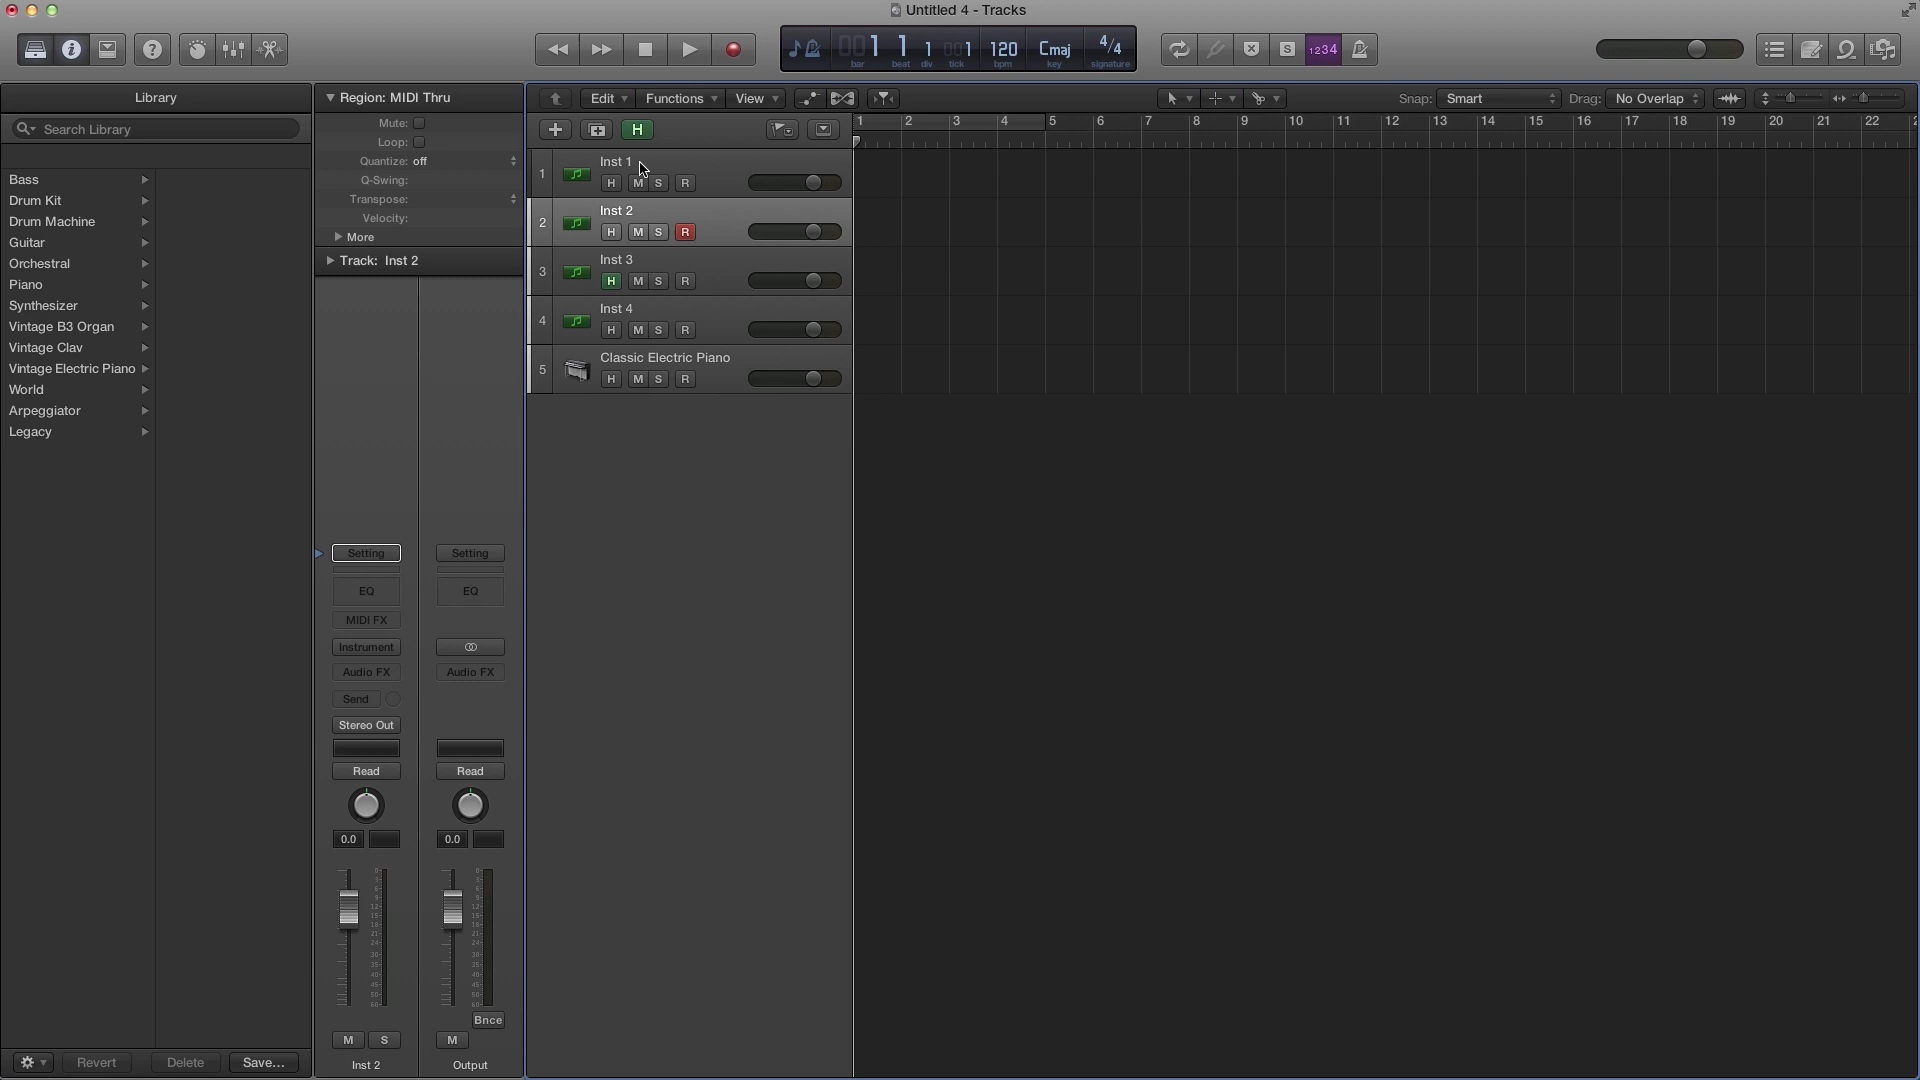 Untitled 4 - Tracks
1 1 1 1 120 Cmaj 4/4
bar beat div tick bpm key signature
S 1234
Library
Search Library
Bass
Drum Kit
Drum Machine
Guitar
Orchestral
Piano
Synthesizer
Vintage B3 Organ
Vintage Clav
Vintage Electric Piano
World
Arpeggiator
Legacy
Revert Delete Save...
Region: MIDI Thru
Mute:
Loop:
Quantize: off
Q-Swing:
Transpose:
Velocity:
More
Track: Inst 2
Setting Setting
EQ EQ
MIDI FX
Instrument
Audio FX Audio FX
Send
Stereo Out
Read Read
0.0 0.0
Bnce
M S M
Inst 2 Output
Edit Functions View
Snap: Smart Drag: No Overlap
H
1 2 3 4 5 6 7 8 9 10 11 12 13 14 15 16 17 18 19 20 21 22
1 Inst 1
H M S R
2 Inst 2
H M S R
3 Inst 3
H M S R
4 Inst 4
H M S R
5 Classic Electric Piano
H M S R